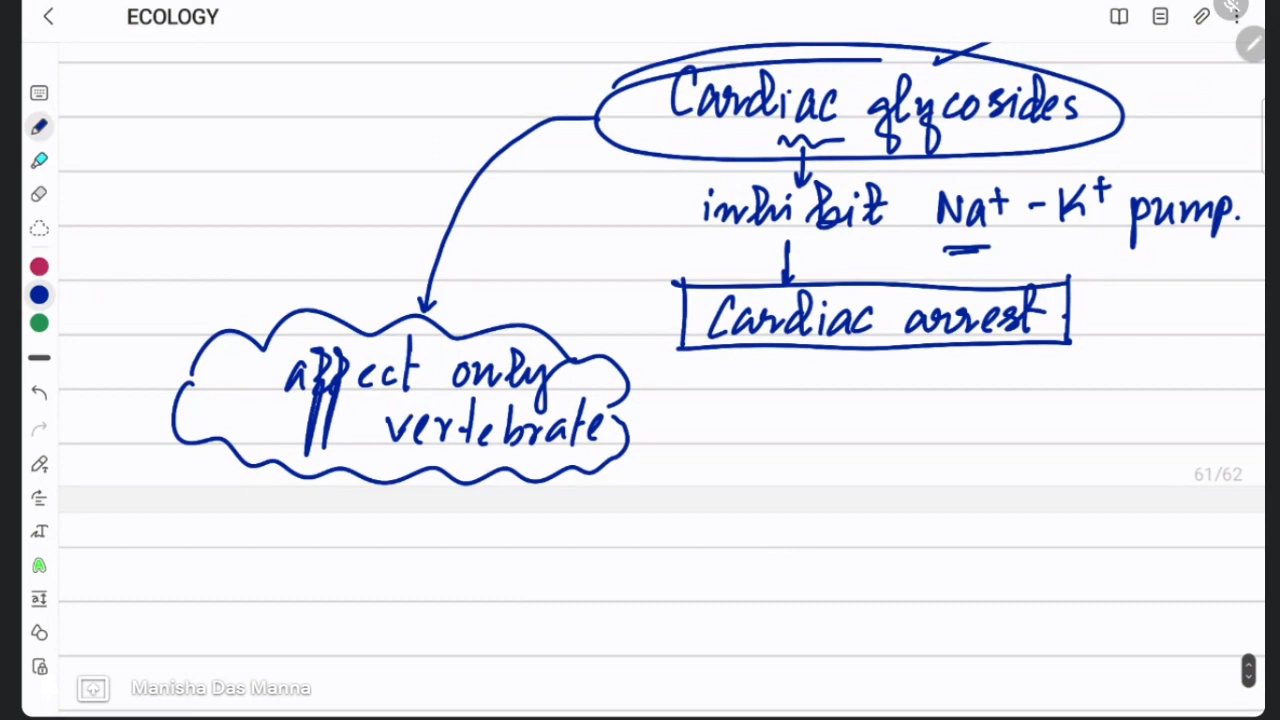 ECOLOGY
Cardiac glycosides
inhibit Na+ - K+ pump.
Cardiac arrest
affect only
vertebrate
61/62
Manisha Das Manna